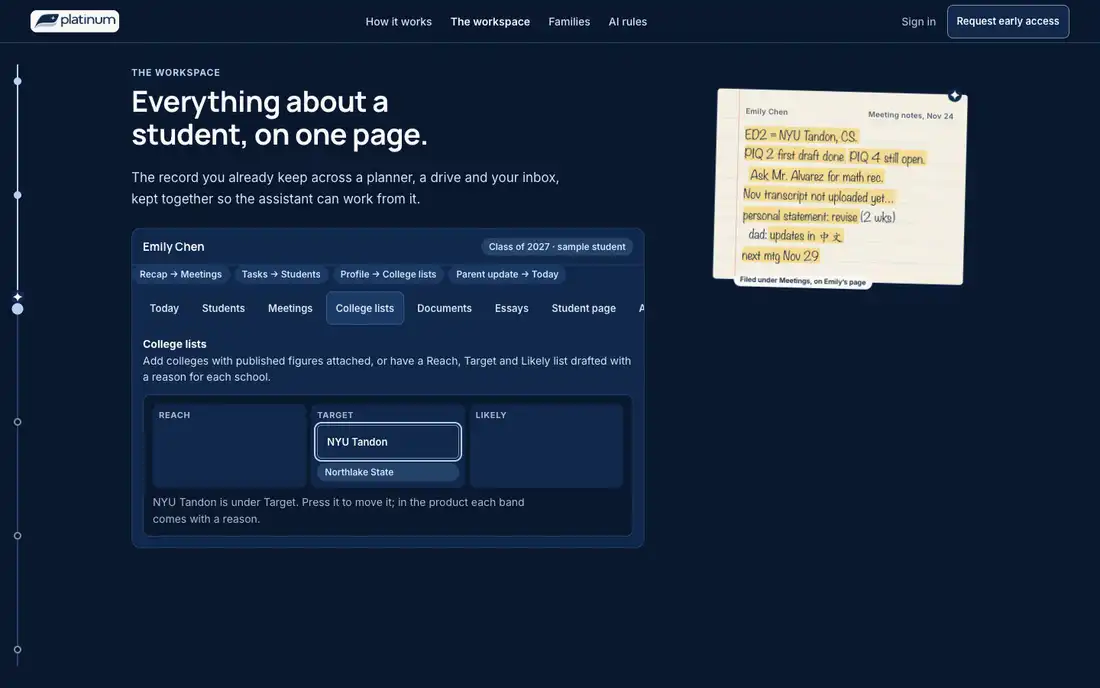 platinum
How it works
The workspace
Families
AI rules
Sign in
Request early access
THE WORKSPACE
Everything about a
student, on one page.
The record you already keep across a planner, a drive and your inbox,
kept together so the assistant can work from it.
Emily Chen
Class of 2027 · sample student
Recap → Meetings
Tasks → Students
Profile → College lists
Parent update → Today
Today
Students
Meetings
College lists
Documents
Essays
Student page
A
College lists
Add colleges with published figures attached, or have a Reach, Target and Likely list drafted with
a reason for each school.
REACH
TARGET
LIKELY
NYU Tandon
Northlake State
NYU Tandon is under Target. Press it to move it; in the product each band
comes with a reason.
Emily Chen
Meeting notes, Nov 24
ED2 = NYU Tandon, CS.
PIQ 2 first draft done. PIQ 4 still open.
Ask Mr. Alvarez for math rec.
Nov transcript not uploaded yet...
personal statement: revise (2 wks)
dad: updates in 中文
next mtg Nov 29
Filed under Meetings, on Emily's page